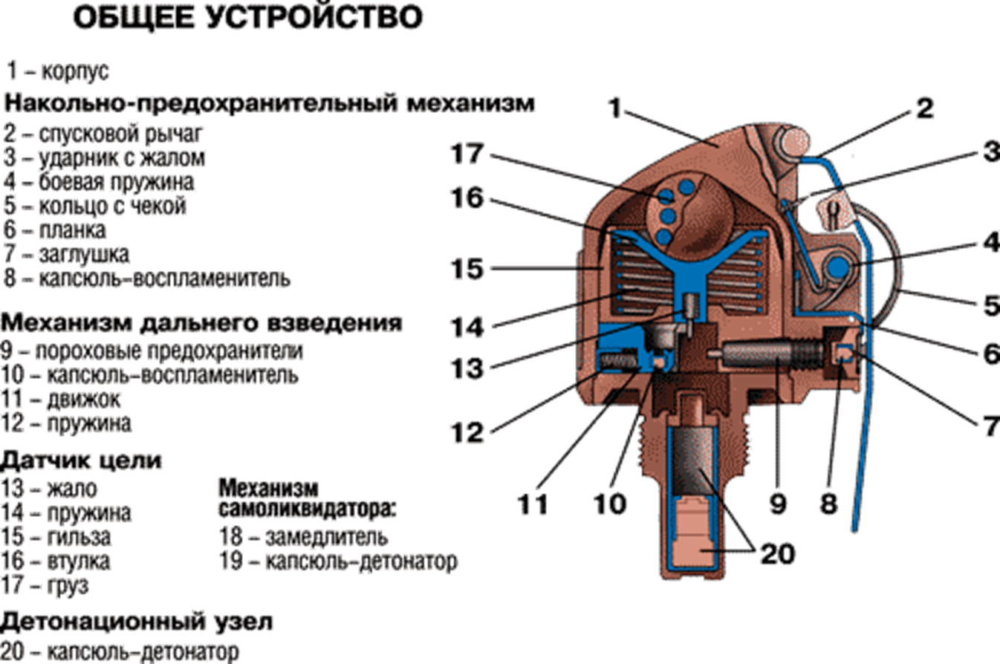 ОБЩЕЕ УСТРОЙСТВО
1 – корпус
Накольно-предохранительный механизм
2 – спусковой рычаг
3 – ударник с жалом
4 – боевая пружина
5 – кольцо с чекой
6 – планка
7 – заглушка
8 – капсюль–воспламенитель
Механизм дальнего взведения
9 – пороховые предохранители
10 – капсюль–воспламенитель
11 – движок
12 – пружина
Датчик цели
13 – жало
14 – пружина
15 – гильза
16 – втулка
17 – груз
Механизм
самоликвидатора:
18 – замедлитель
19 – капсюль–детонатор
Детонационный узел
20 – капсюль–детонатор
1
2
17
3
16
4
15
5
14
6
13
12
7
11
10
9
8
20